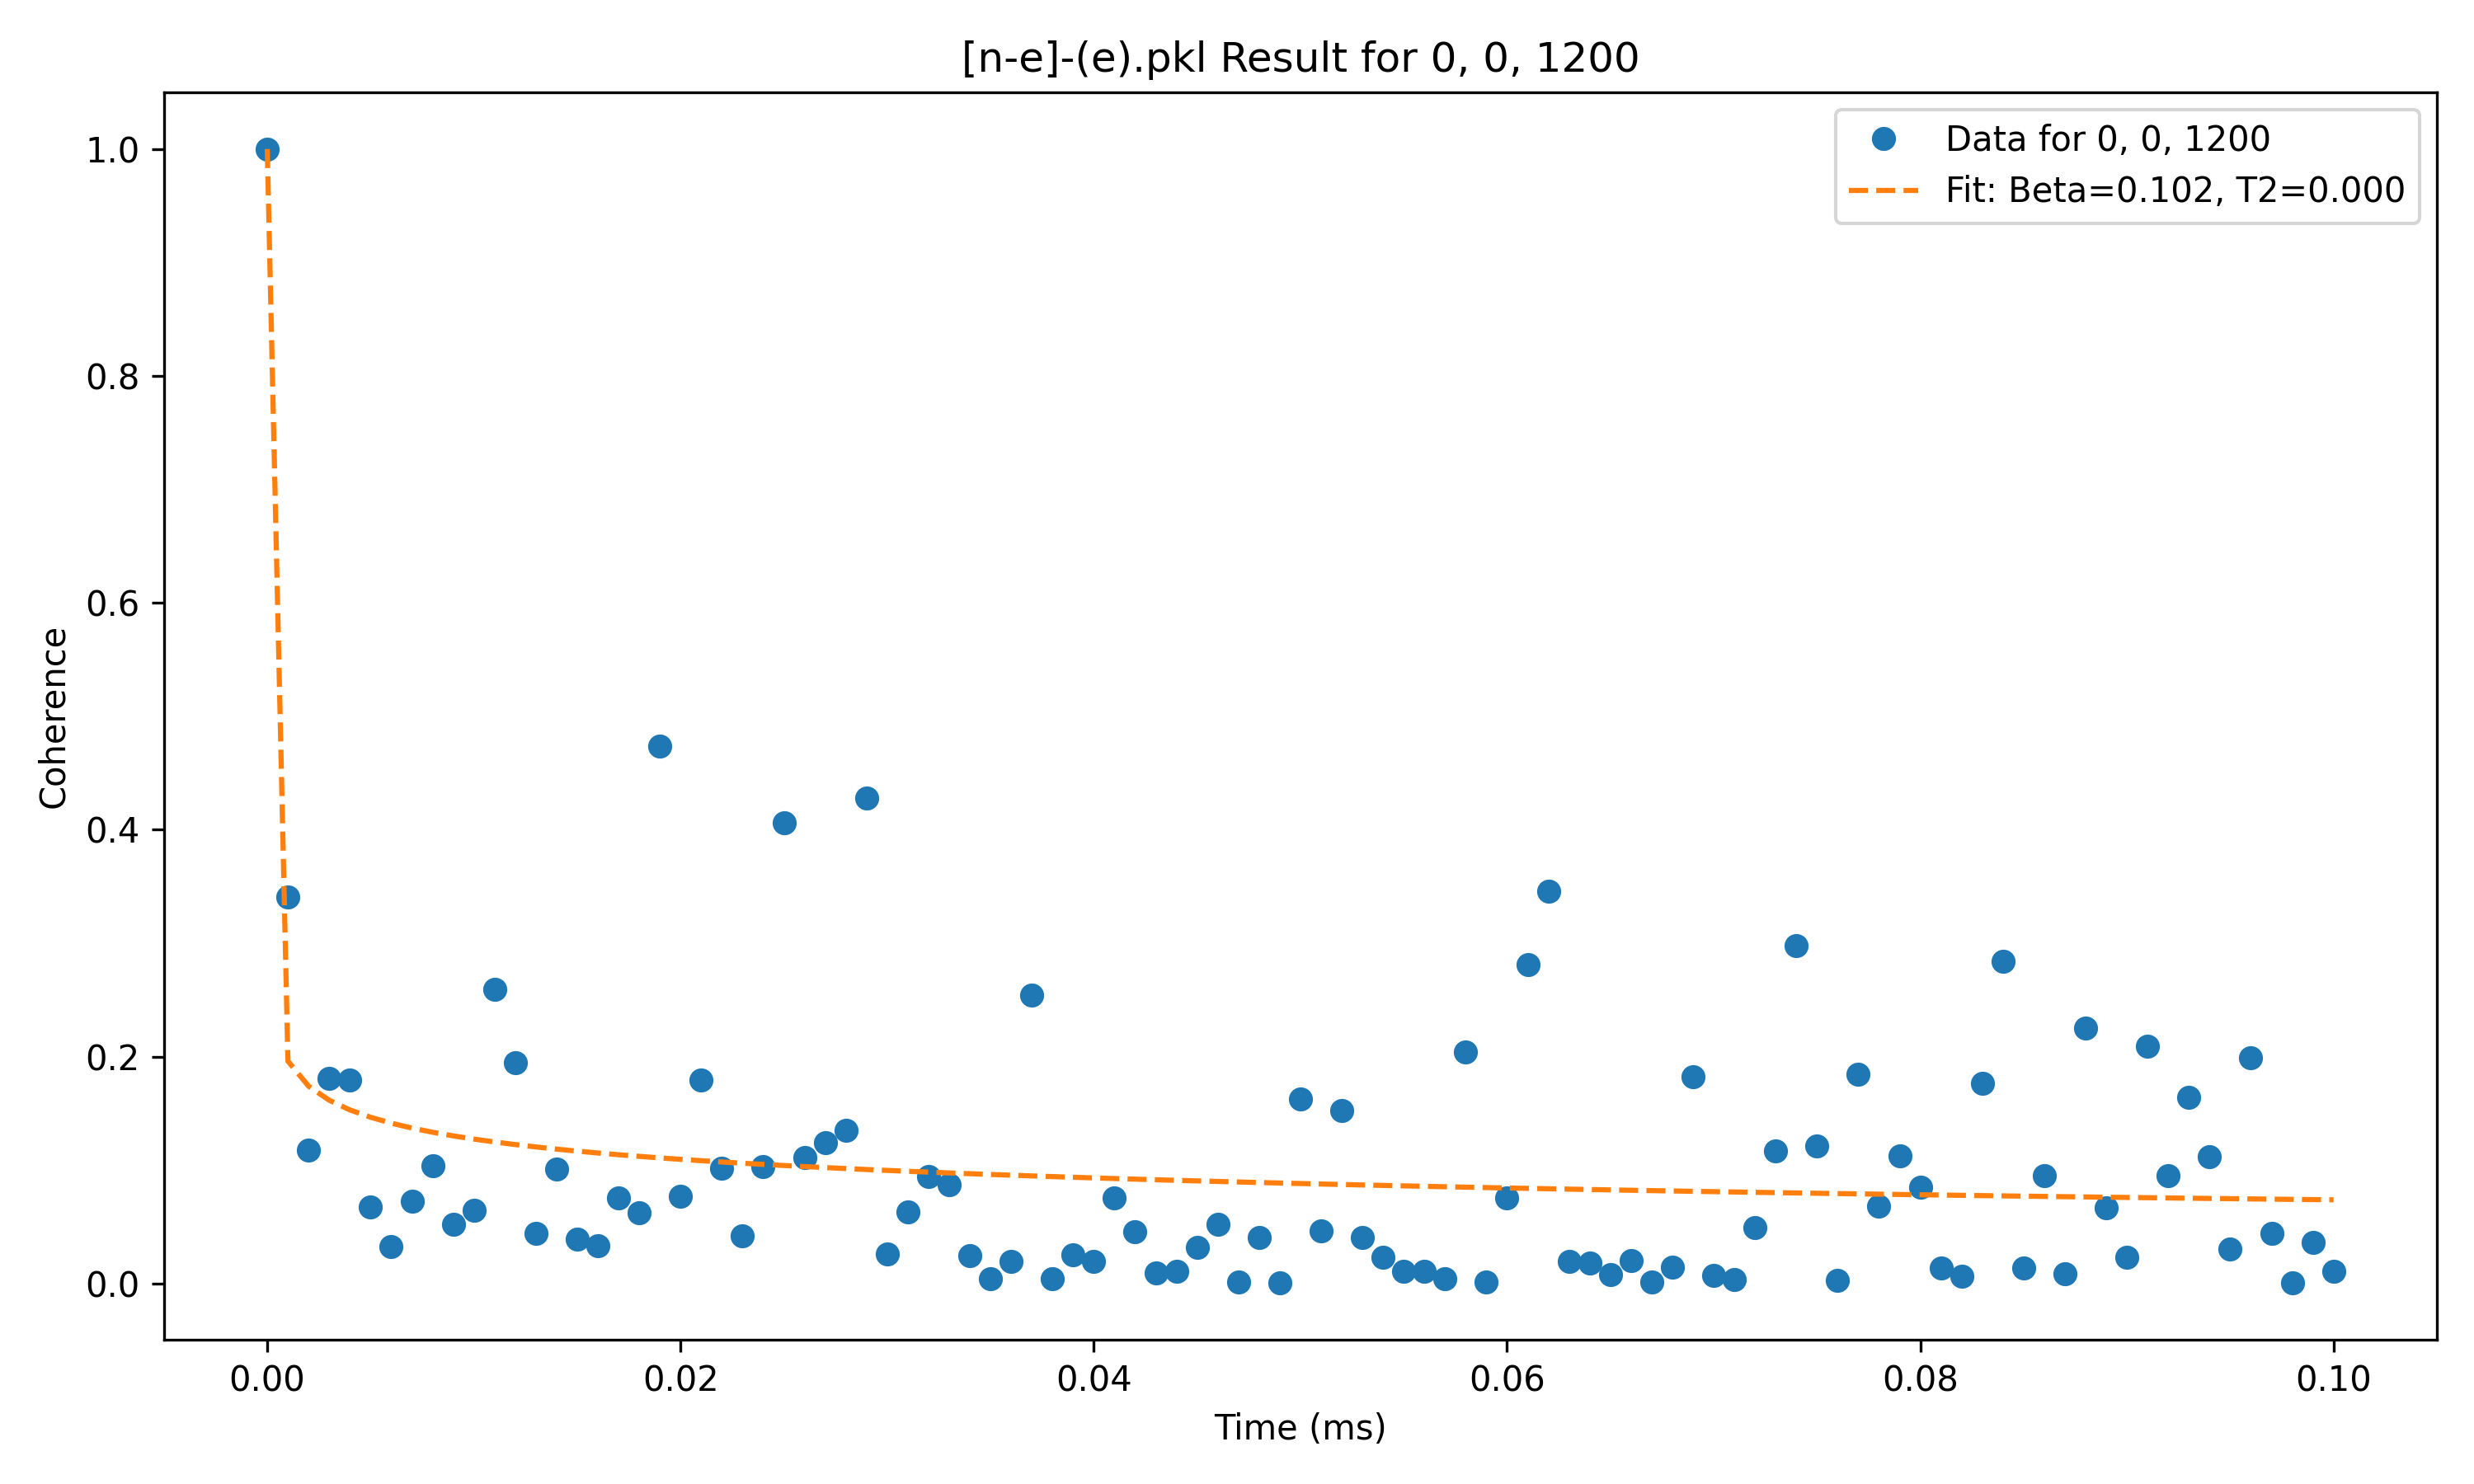 [n-e]-(e).pkl Result for 0, 0, 1200
Data for 0, 0, 1200
Fit: Beta=0.102, T2=0.000
1.0
0.8
0.6
0.4
0.2
0.0
Coherence
0.00
0.02
0.04
0.06
0.08
0.10
Time (ms)